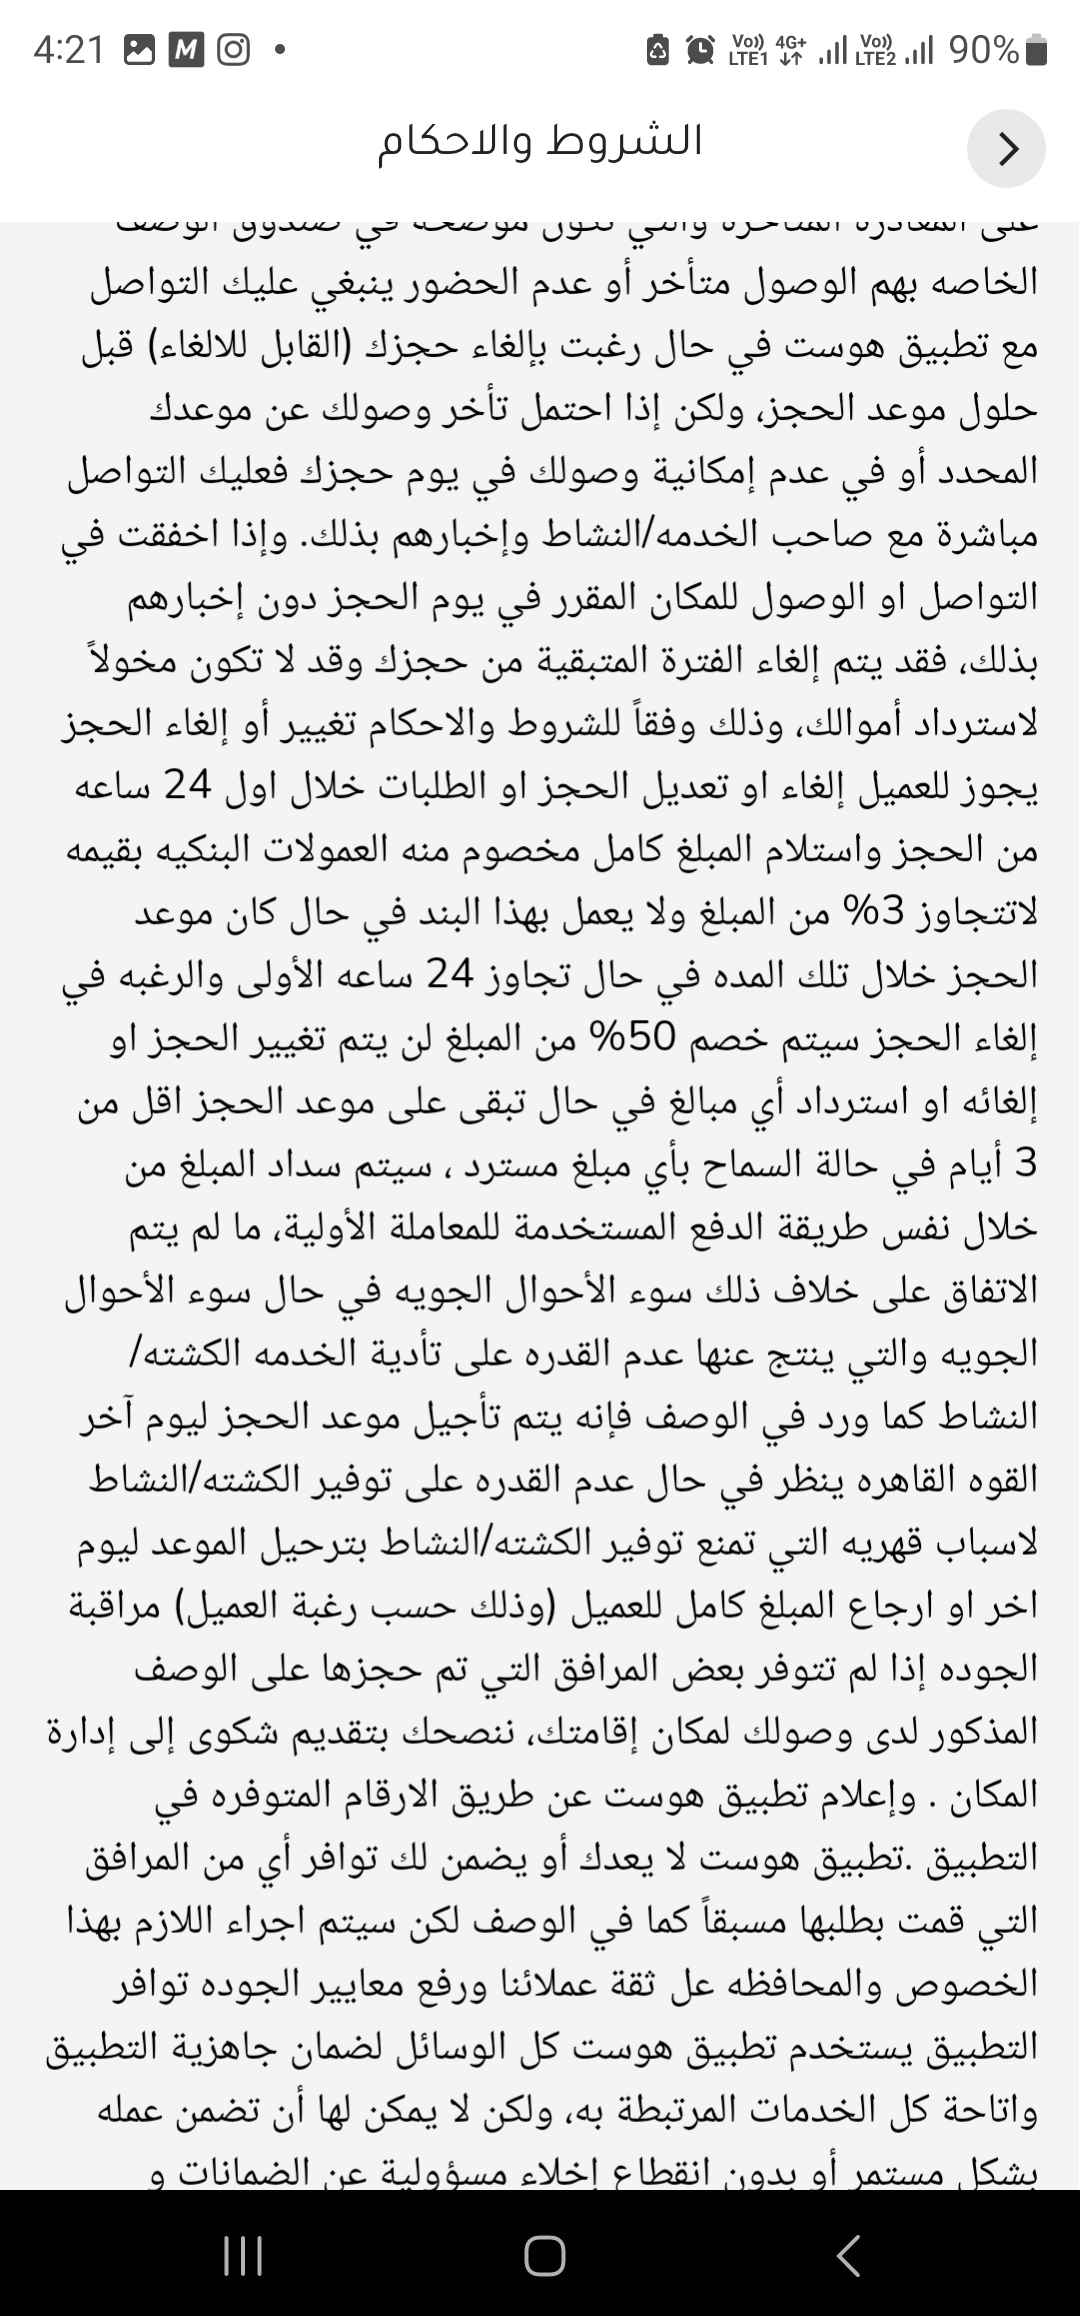 4:21
Vo)) LTE1 4G+ Vo)) LTE2 90%
الشروط والاحكام
على المغادرة المتأخرة والتي تكون موضحة في صندوق الوصف
الخاصه بهم الوصول متأخر أو عدم الحضور ينبغي عليك التواصل
مع تطبيق هوست في حال رغبت بإلغاء حجزك (القابل للالغاء) قبل
حلول موعد الحجز، ولكن إذا احتمل تأخر وصولك عن موعدك
المحدد أو في عدم إمكانية وصولك في يوم حجزك فعليك التواصل
مباشرة مع صاحب الخدمه/النشاط وإخبارهم بذلك. وإذا اخفقت في
التواصل او الوصول للمكان المقرر في يوم الحجز دون إخبارهم
بذلك، فقد يتم إلغاء الفترة المتبقية من حجزك وقد لا تكون مخولاً
لاسترداد أموالك، وذلك وفقاً للشروط والاحكام تغيير أو إلغاء الحجز
يجوز للعميل إلغاء او تعديل الحجز او الطلبات خلال اول 24 ساعه
من الحجز واستلام المبلغ كامل مخصوم منه العمولات البنكيه بقيمه
لاتتجاوز 3% من المبلغ ولا يعمل بهذا البند في حال كان موعد
الحجز خلال تلك المده في حال تجاوز 24 ساعه الأولى والرغبه في
إلغاء الحجز سيتم خصم 50% من المبلغ لن يتم تغيير الحجز او
إلغائه او استرداد أي مبالغ في حال تبقى على موعد الحجز اقل من
3 أيام في حالة السماح بأي مبلغ مسترد ، سيتم سداد المبلغ من
خلال نفس طريقة الدفع المستخدمة للمعاملة الأولية، ما لم يتم
الاتفاق على خلاف ذلك سوء الأحوال الجويه في حال سوء الأحوال
الجويه والتي ينتج عنها عدم القدره على تأدية الخدمه الكشته/
النشاط كما ورد في الوصف فإنه يتم تأجيل موعد الحجز ليوم آخر
القوه القاهره ينظر في حال عدم القدره على توفير الكشته/النشاط
لاسباب قهريه التي تمنع توفير الكشته/النشاط بترحيل الموعد ليوم
اخر او ارجاع المبلغ كامل للعميل (وذلك حسب رغبة العميل) مراقبة
الجوده إذا لم تتوفر بعض المرافق التي تم حجزها على الوصف
المذكور لدى وصولك لمكان إقامتك، ننصحك بتقديم شكوى إلى إدارة
المكان . وإعلام تطبيق هوست عن طريق الارقام المتوفره في
التطبيق .تطبيق هوست لا يعدك أو يضمن لك توافر أي من المرافق
التي قمت بطلبها مسبقاً كما في الوصف لكن سيتم اجراء اللازم بهذا
الخصوص والمحافظه عل ثقة عملائنا ورفع معايير الجوده توافر
التطبيق يستخدم تطبيق هوست كل الوسائل لضمان جاهزية التطبيق
واتاحة كل الخدمات المرتبطة به، ولكن لا يمكن لها أن تضمن عمله
بشكل مستمر أو بدون انقطاع إخلاء مسؤولية عن الضمانات و